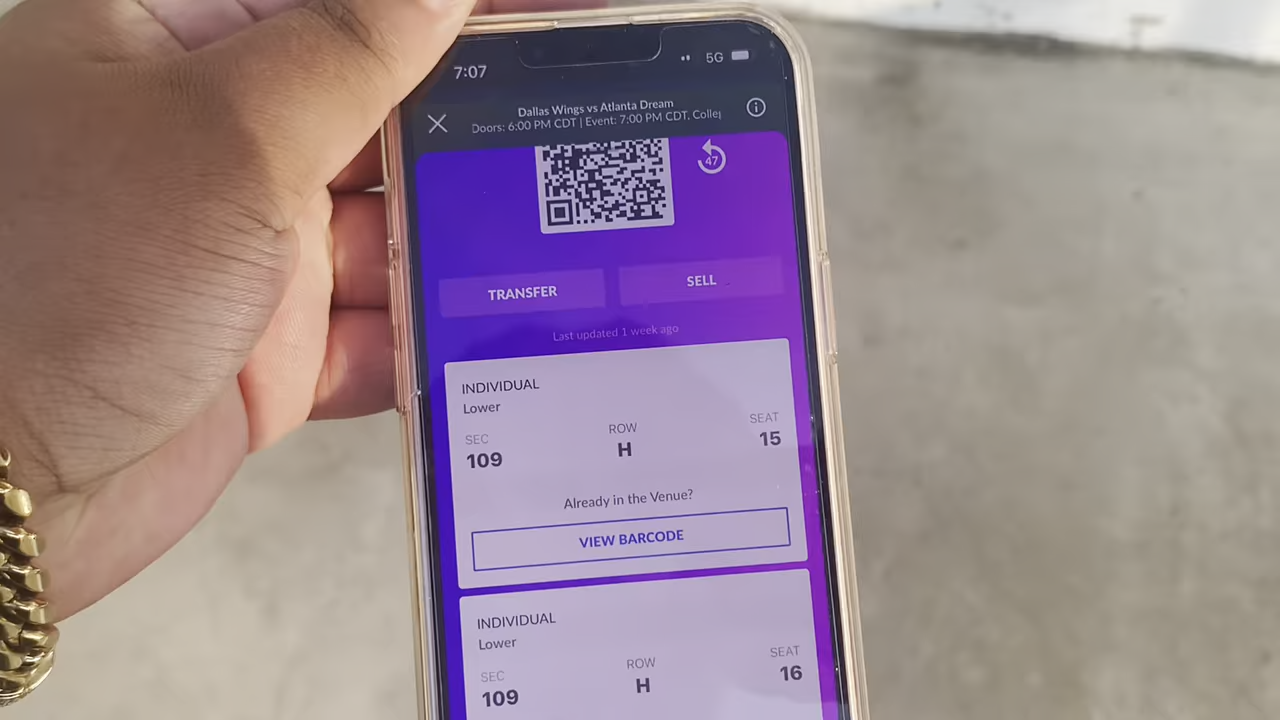 7:07
5G
Dallas Wings vs Atlanta Dream
Doors: 6:00 PM CDT | Event: 7:00 PM CDT, Colle
47
TRANSFER SELL
Last updated 1 week ago
INDIVIDUAL
Lower
SEC ROW SEAT
109 H 15
Already in the Venue?
VIEW BARCODE
INDIVIDUAL
Lower
SEC ROW SEAT
109 H 16